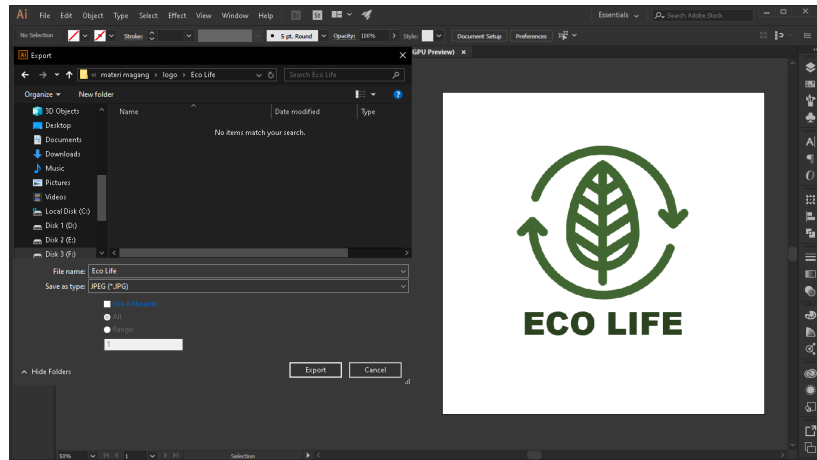 Ai File Edit Object Type Select Effect View Window Help Br St Essentials Search Adobe Stock
No Selection Stroke: 5 pt. Round Opacity: 100% Style: Document Setup Preferences
Export
GPU Preview) ×
« materi magang > logo > Eco Life Search Eco Life
Organize New folder
3D Objects Name Date modified Type
Desktop No items match your search.
Documents
Downloads
Music
Pictures
Videos
Local Disk (C:)
Disk 1 (D:)
Disk 2 (E:)
Disk 3 (F:)
File name: Eco Life
Save as type: JPEG (*.JPG)
Use Artboards
All
Range:
1
Hide Folders Export Cancel
ECO LIFE
50% 1 Selection